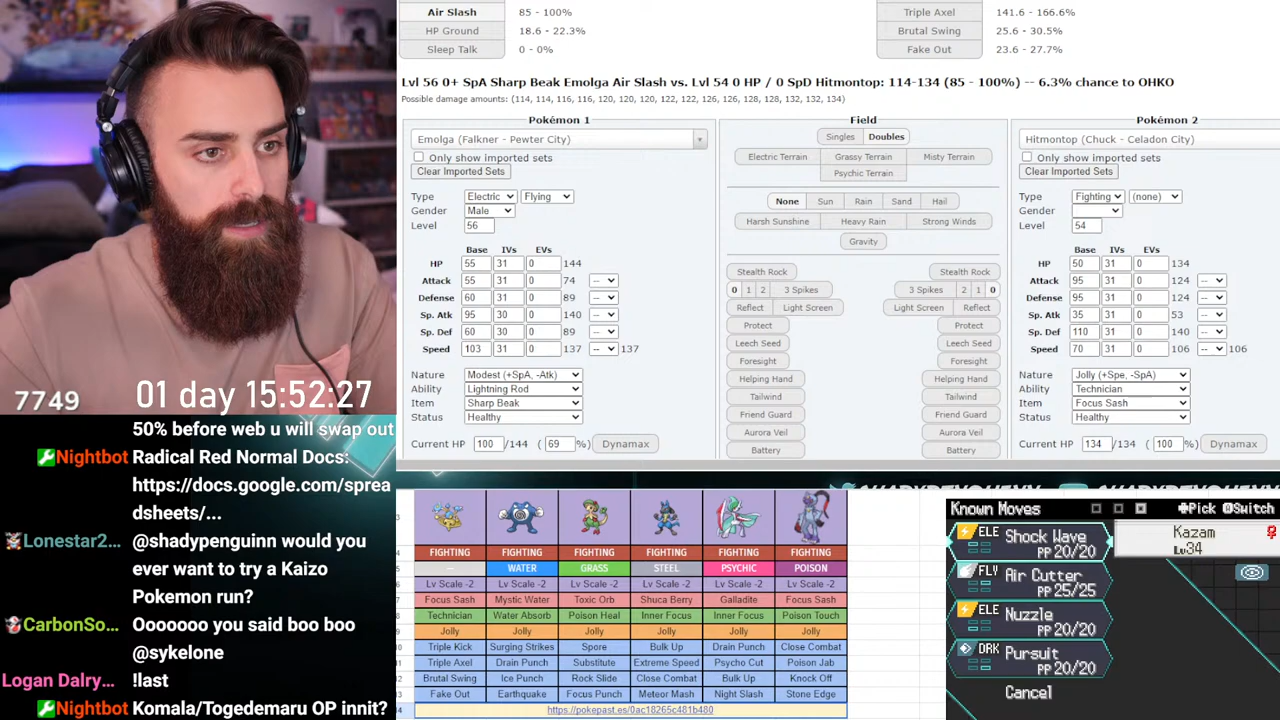 Air Slash 85 - 100% Triple Axel 141.6 - 166.6%
HP Ground 18.6 - 22.3% Brutal Swing 25.6 - 30.5%
Sleep Talk 0 - 0% Fake Out 23.6 - 27.7%
Lvl 56 0+ SpA Sharp Beak Emolga Air Slash vs. Lvl 54 0 HP / 0 SpD Hitmontop: 114-134 (85 - 100%) -- 6.3% chance to OHKO
Possible damage amounts: (114, 114, 116, 116, 120, 120, 120, 122, 122, 126, 126, 128, 128, 132, 132, 134)
Pokémon 1
Emolga (Falkner - Pewter City)
Only show imported sets
Clear Imported Sets
Type Electric Flying
Gender Male
Level 56
Base IVs EVs
HP 55 31 0 144
Attack 55 31 0 74 --
Defense 60 31 0 89 --
Sp. Atk 95 30 0 140 --
Sp. Def 60 30 0 89 --
Speed 103 31 0 137 -- 137
Nature Modest (+SpA, -Atk)
Ability Lightning Rod
Item Sharp Beak
Status Healthy
Current HP 100 /144 ( 69 %) Dynamax
Field
Singles Doubles
Electric Terrain Grassy Terrain Misty Terrain
Psychic Terrain
None Sun Rain Sand Hail
Harsh Sunshine Heavy Rain Strong Winds
Gravity
Stealth Rock Stealth Rock
0 1 2 3 Spikes 3 Spikes 2 1 0
Reflect Light Screen Light Screen Reflect
Protect Protect
Leech Seed Leech Seed
Foresight Foresight
Helping Hand Helping Hand
Tailwind Tailwind
Friend Guard Friend Guard
Aurora Veil Aurora Veil
Battery Battery
Pokémon 2
Hitmontop (Chuck - Celadon City)
Only show imported sets
Clear Imported Sets
Type Fighting (none)
Gender
Level 54
Base IVs EVs
HP 50 31 0 134
Attack 95 31 0 124 --
Defense 95 31 0 124 --
Sp. Atk 35 31 0 53 --
Sp. Def 110 31 0 140 --
Speed 70 31 0 106 -- 106
Nature Jolly (+Spe, -SpA)
Ability Technician
Item Focus Sash
Status Healthy
Current HP 134 /134 ( 100 %) Dynamax
7749 01 day 15:52:27
50% before web u will swap out
Nightbot Radical Red Normal Docs:
https://docs.google.com/sprea
dsheets/...
Lonestar2... @shadypenguinn would you
ever want to try a Kaizo
Pokemon run?
CarbonSo... Ooooooo you said boo boo
@sykelone
Logan Dalry... !last
Nightbot Komala/Togedemaru OP innit?
3
4 FIGHTING FIGHTING FIGHTING FIGHTING FIGHTING FIGHTING
5 -- WATER GRASS STEEL PSYCHIC POISON
6 Lv Scale -2 Lv Scale -2 Lv Scale -2 Lv Scale -2 Lv Scale -2 Lv Scale -2
7 Focus Sash Mystic Water Toxic Orb Shuca Berry Inner Focus Focus Sash
8 Technician Water Absorb Poison Heal Inner Focus Inner Focus Poison Touch
9 Jolly Jolly Jolly Jolly Jolly Jolly
10 Triple Kick Surging Strikes Spore Bulk Up Drain Punch Close Combat
11 Triple Axel Drain Punch Substitute Extreme Speed Psycho Cut Poison Jab
12 Brutal Swing Ice Punch Rock Slide Close Combat Bulk Up Knock Off
13 Fake Out Earthquake Focus Punch Meteor Mash Night Slash Stone Edge
14 https://pokepast.es/0ac18265c481b480
Known Moves Pick Switch
ELE Shock Wave
PP 20/20
FLY Air Cutter
PP 25/25
ELE Nuzzle
PP 20/20
DRK Pursuit
PP 20/20
Cancel
Kazam
Lv34